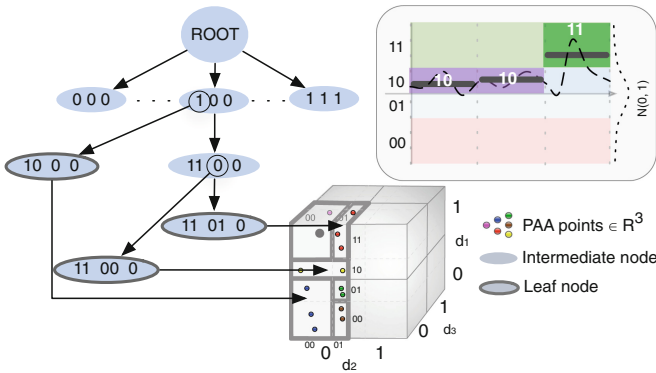 ROOT
0 0 0
1 0 0
1 1 1
10 0 0
11 0 0
11 01 0
11 00 0
11
10
01
00
10
10
11
N(0, 1)
00
01
11
10
01
00
00
01
0
1
d₂
1
d₁
0
1
0
d₃
PAA points ∈ R³
Intermediate node
Leaf node